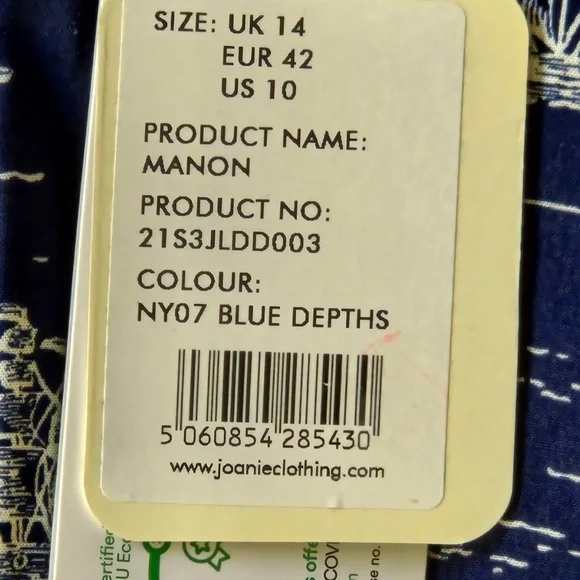 SIZE: UK 14
EUR 42
US 10
PRODUCT NAME:
MANON
PRODUCT NO:
21S3JLDD003
COLOUR:
NY07 BLUE DEPTHS
5 060854 285430
www.joanieclothing.com